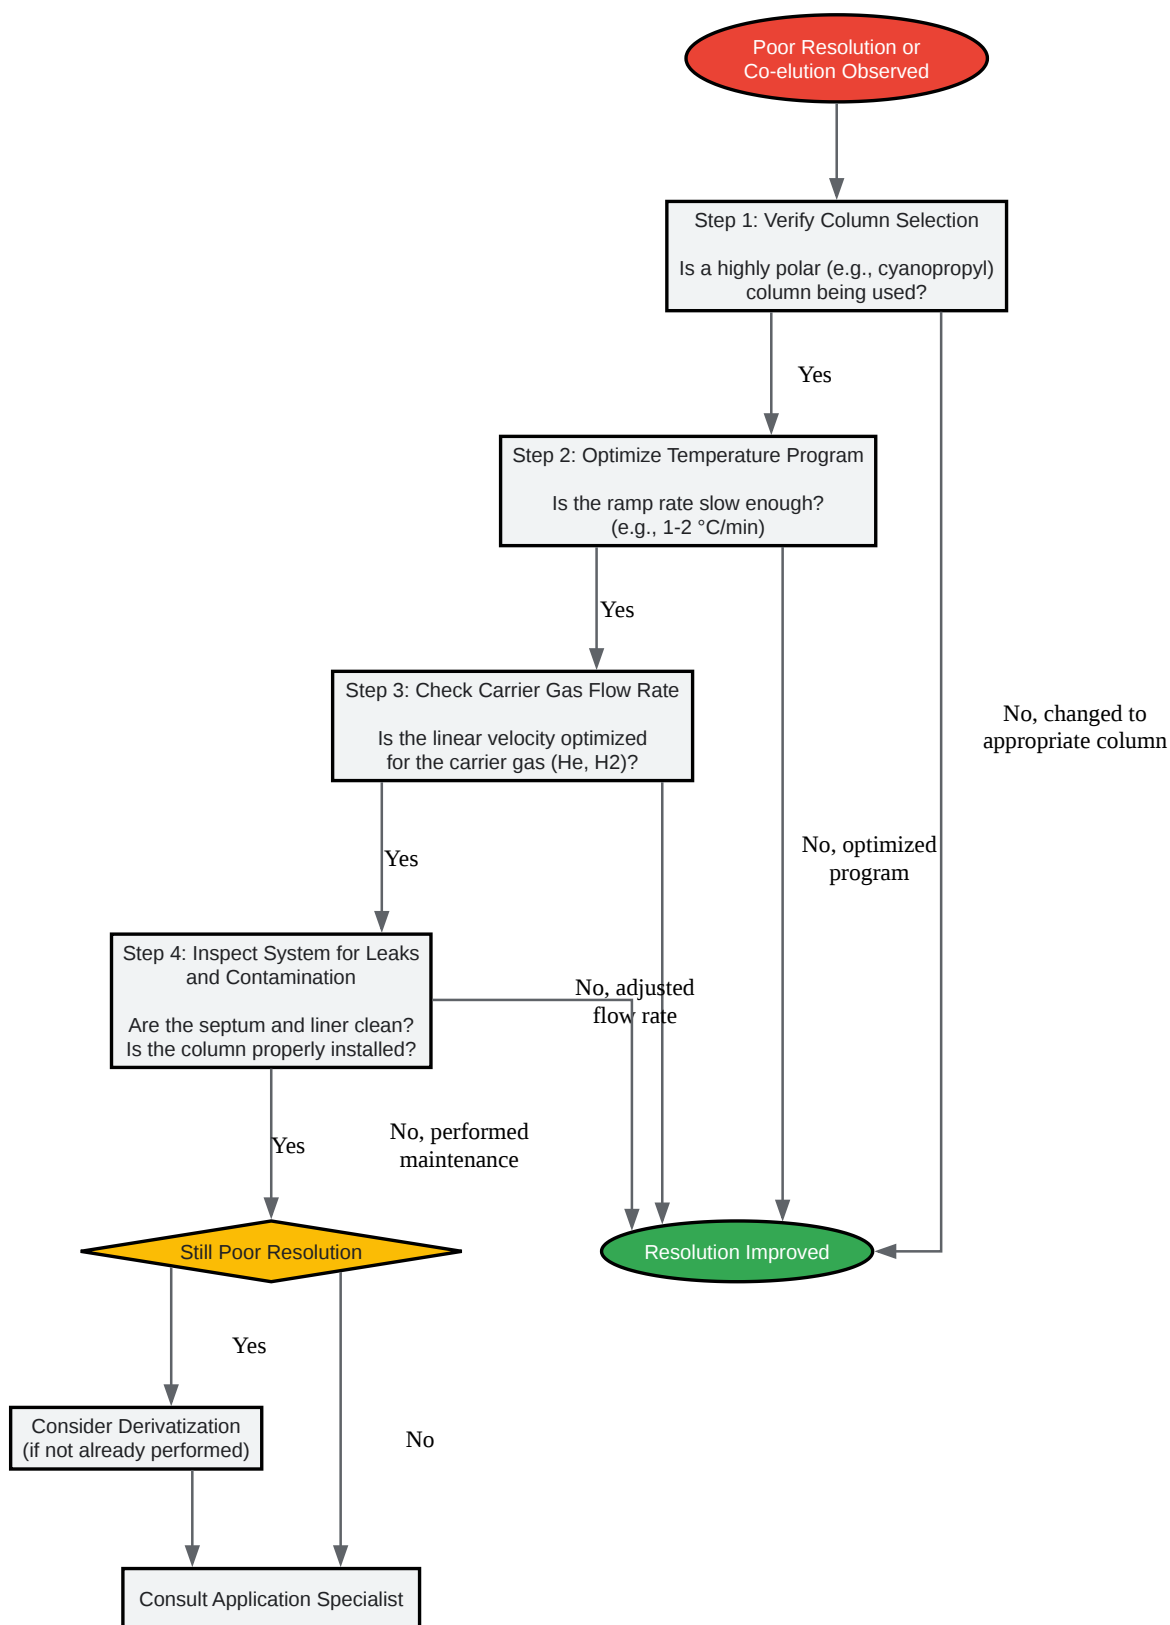 Poor Resolution or
Co-elution Observed
Step 1: Verify Column Selection
Is a highly polar (e.g., cyanopropyl)
column being used?
Yes
Step 2: Optimize Temperature Program
Is the ramp rate slow enough?
(e.g., 1-2 °C/min)
Yes
Step 3: Check Carrier Gas Flow Rate
Is the linear velocity optimized
for the carrier gas (He, H2)?
No, changed to
appropriate column
Yes
No, optimized
program
Step 4: Inspect System for Leaks
and Contamination
Are the septum and liner clean?
Is the column properly installed?
No, adjusted
flow rate
Yes
No, performed
maintenance
Still Poor Resolution
Resolution Improved
Yes
Consider Derivatization
(if not already performed)
No
Consult Application Specialist